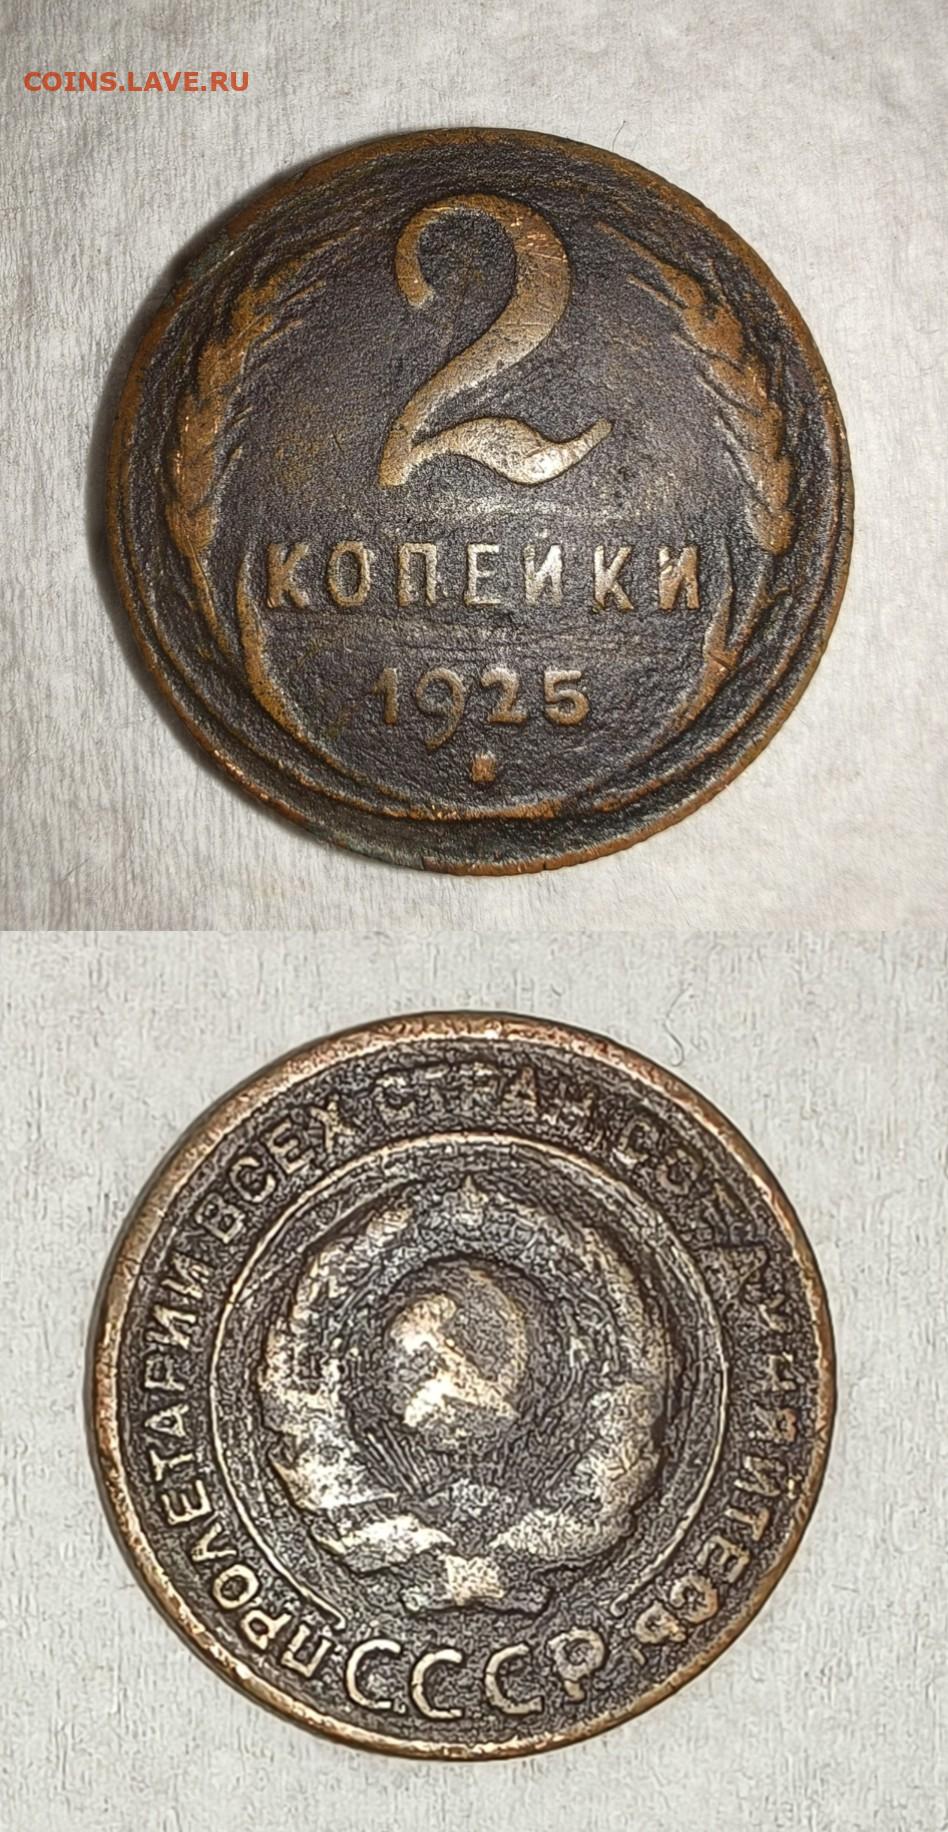 COINS.LAVE.RU
2
КОПЕЙКИ
1925
ПРОЛЕТАРИИ ВСЕХ СТРАН, СОЕДИНЯЙТЕСЬ!
СССР